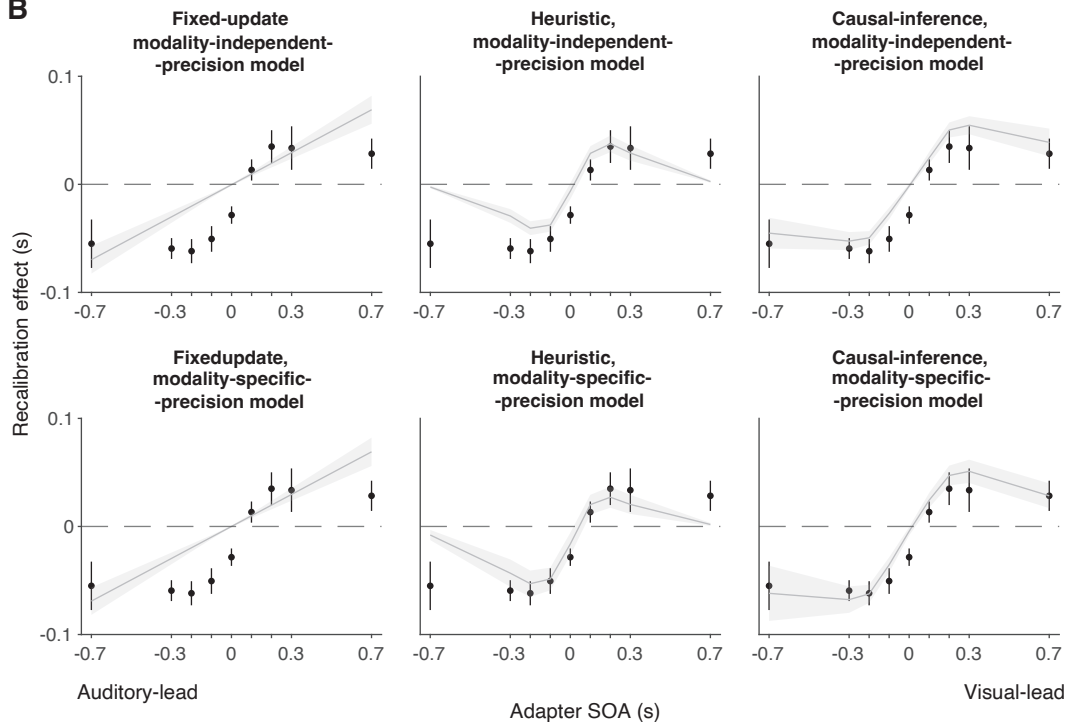 B
Fixed-update
modality-independent-
-precision model
Heuristic,
modality-independent-
-precision model
Causal-inference,
modality-independent-
-precision model
0.1
0
-0.1
-0.7
-0.3
0
0.3
0.7
-0.7
-0.3
0
0.3
0.7
-0.7
-0.3
0
0.3
0.7
Recalibration effect (s)
Fixedupdate,
modality-specific-
-precision model
Heuristic,
modality-specific-
-precision model
Causal-inference,
modality-specific-
-precision model
0.1
0
-0.1
-0.7
-0.3
0
0.3
0.7
-0.7
-0.3
0
0.3
0.7
-0.7
-0.3
0
0.3
0.7
Auditory-lead
Visual-lead
Adapter SOA (s)